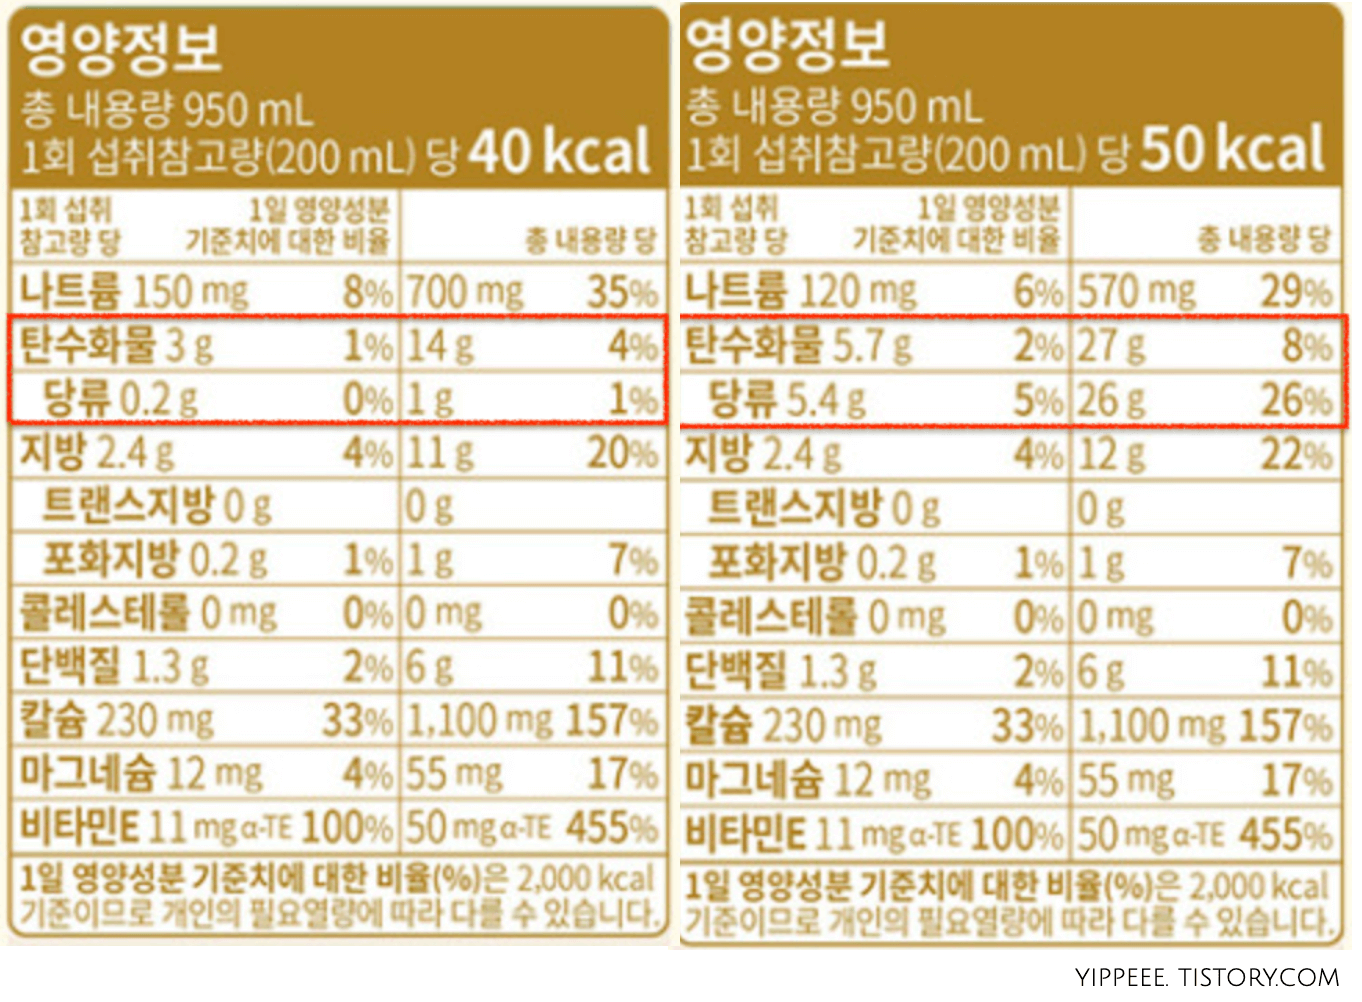 영양정보
총 내용량 950 mL
1회 섭취참고량(200 mL) 당 40 kcal
1회 섭취 1일 영양성분
참고량 당 기준치에 대한 비율 총 내용량 당
나트륨 150 mg 8% 700 mg 35%
탄수화물 3 g 1% 14 g 4%
당류 0.2 g 0% 1 g 1%
지방 2.4 g 4% 11 g 20%
트랜스지방 0 g 0 g
포화지방 0.2 g 1% 1 g 7%
콜레스테롤 0 mg 0% 0 mg 0%
단백질 1.3 g 2% 6 g 11%
칼슘 230 mg 33% 1,100 mg 157%
마그네슘 12 mg 4% 55 mg 17%
비타민E 11 mg α-TE 100% 50 mg α-TE 455%
1일 영양성분 기준치에 대한 비율(%)은 2,000 kcal
기준이므로 개인의 필요열량에 따라 다를 수 있습니다.
영양정보
총 내용량 950 mL
1회 섭취참고량(200 mL) 당 50 kcal
1회 섭취 1일 영양성분
참고량 당 기준치에 대한 비율 총 내용량 당
나트륨 120 mg 6% 570 mg 29%
탄수화물 5.7 g 2% 27 g 8%
당류 5.4 g 5% 26 g 26%
지방 2.4 g 4% 12 g 22%
트랜스지방 0 g 0 g
포화지방 0.2 g 1% 1 g 7%
콜레스테롤 0 mg 0% 0 mg 0%
단백질 1.3 g 2% 6 g 11%
칼슘 230 mg 33% 1,100 mg 157%
마그네슘 12 mg 4% 55 mg 17%
비타민E 11 mg α-TE 100% 50 mg α-TE 455%
1일 영양성분 기준치에 대한 비율(%)은 2,000 kcal
기준이므로 개인의 필요열량에 따라 다를 수 있습니다.
YIPPEEE. TISTORY.COM